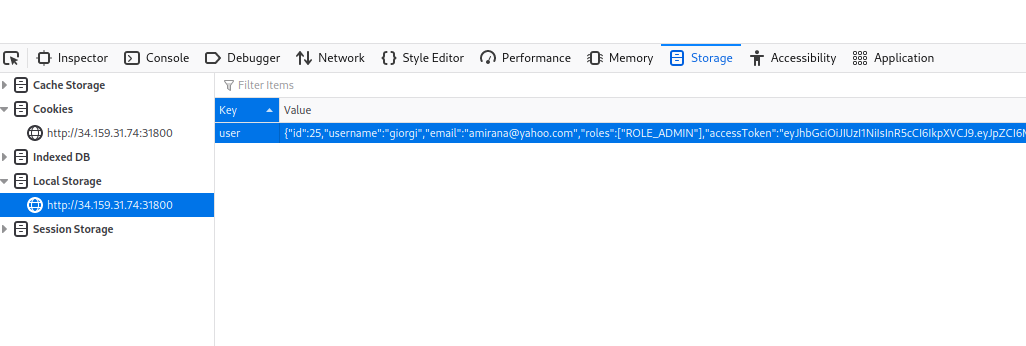 Inspector Console Debugger Network Style Editor Performance Memory Storage Accessibility Application
Cache Storage
Cookies
http://34.159.31.74:31800
Indexed DB
Local Storage
http://34.159.31.74:31800
Session Storage
Filter Items
Key Value
user {"id":25,"username":"giorgi","email":"amirana@yahoo.com","roles":["ROLE_ADMIN"],"accessToken":"eyJhbGciOiJIUzI1NiIsInR5cCI6IkpXVCJ9.eyJpZCI6M